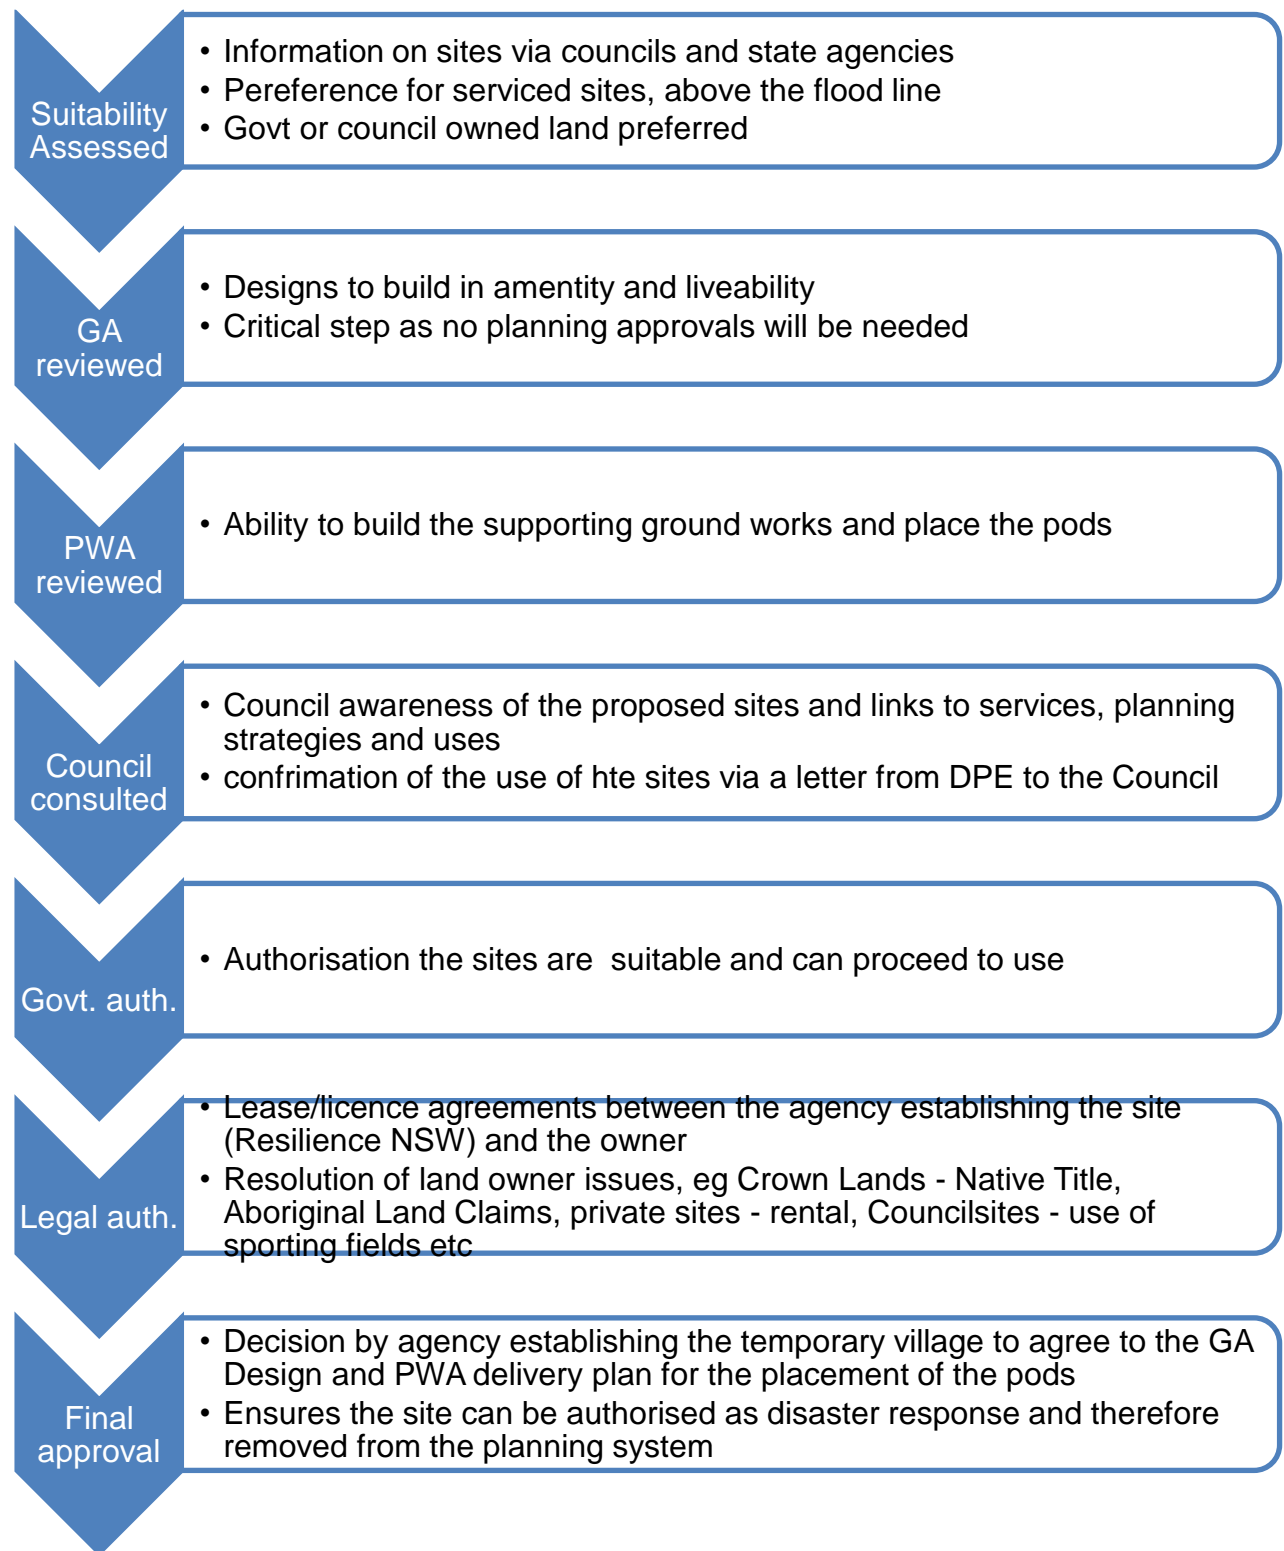 Suitability
Assessed
• Information on sites via councils and state agencies
• Pereference for serviced sites, above the flood line
• Govt or council owned land preferred
GA
reviewed
• Designs to build in amentity and liveability
• Critical step as no planning approvals will be needed
PWA
reviewed
• Ability to build the supporting ground works and place the pods
Council
consulted
• Council awareness of the proposed sites and links to services, planning
strategies and uses
• confrimation of the use of hte sites via a letter from DPE to the Council
Govt. auth.
• Authorisation the sites are  suitable and can proceed to use
Legal auth.
• Lease/licence agreements between the agency establishing the site
(Resilience NSW) and the owner
• Resolution of land owner issues, eg Crown Lands - Native Title,
Aboriginal Land Claims, private sites - rental, Councilsites - use of
sporting fields etc
Final
approval
• Decision by agency establishing the temporary village to agree to the GA
Design and PWA delivery plan for the placement of the pods
• Ensures the site can be authorised as disaster response and therefore
removed from the planning system